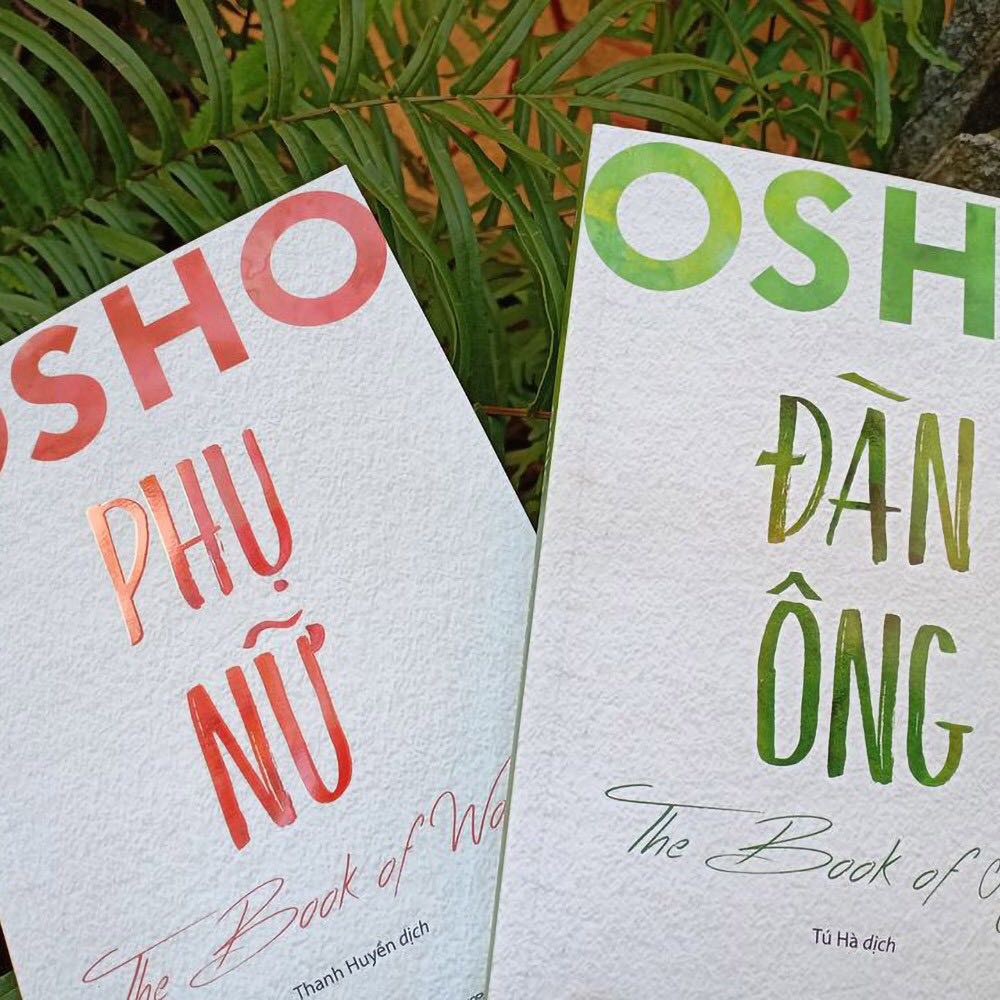 OSHO
PHỤ
NỮ
The Book of
Thanh Huyền dịch
OSH
ĐÀN
ÔNG
The Book of
Tú Hà dịch